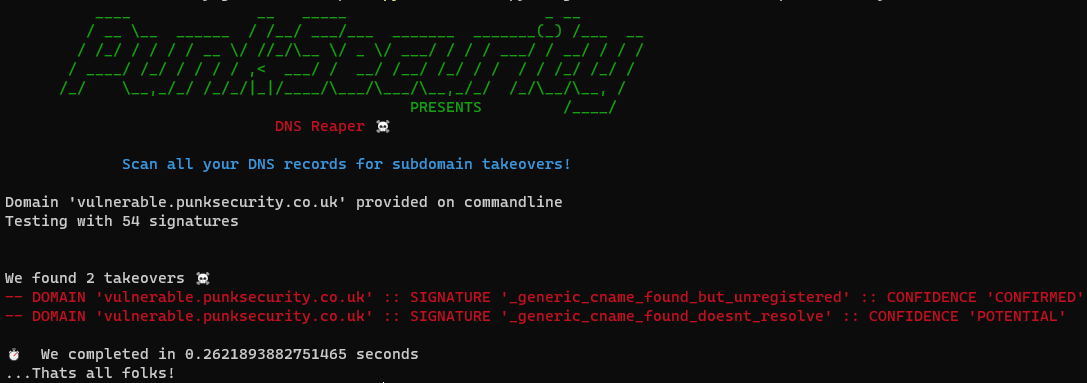 PunkSecurity
PRESENTS
DNS Reaper ☠
Scan all your DNS records for subdomain takeovers!
Domain 'vulnerable.punksecurity.co.uk' provided on commandline
Testing with 54 signatures
We found 2 takeovers ☠
-- DOMAIN 'vulnerable.punksecurity.co.uk' :: SIGNATURE '_generic_cname_found_but_unregistered' :: CONFIDENCE 'CONFIRMED'
-- DOMAIN 'vulnerable.punksecurity.co.uk' :: SIGNATURE '_generic_cname_found_doesnt_resolve' :: CONFIDENCE 'POTENTIAL'
⏱ We completed in 0.2621893882751465 seconds
...Thats all folks!